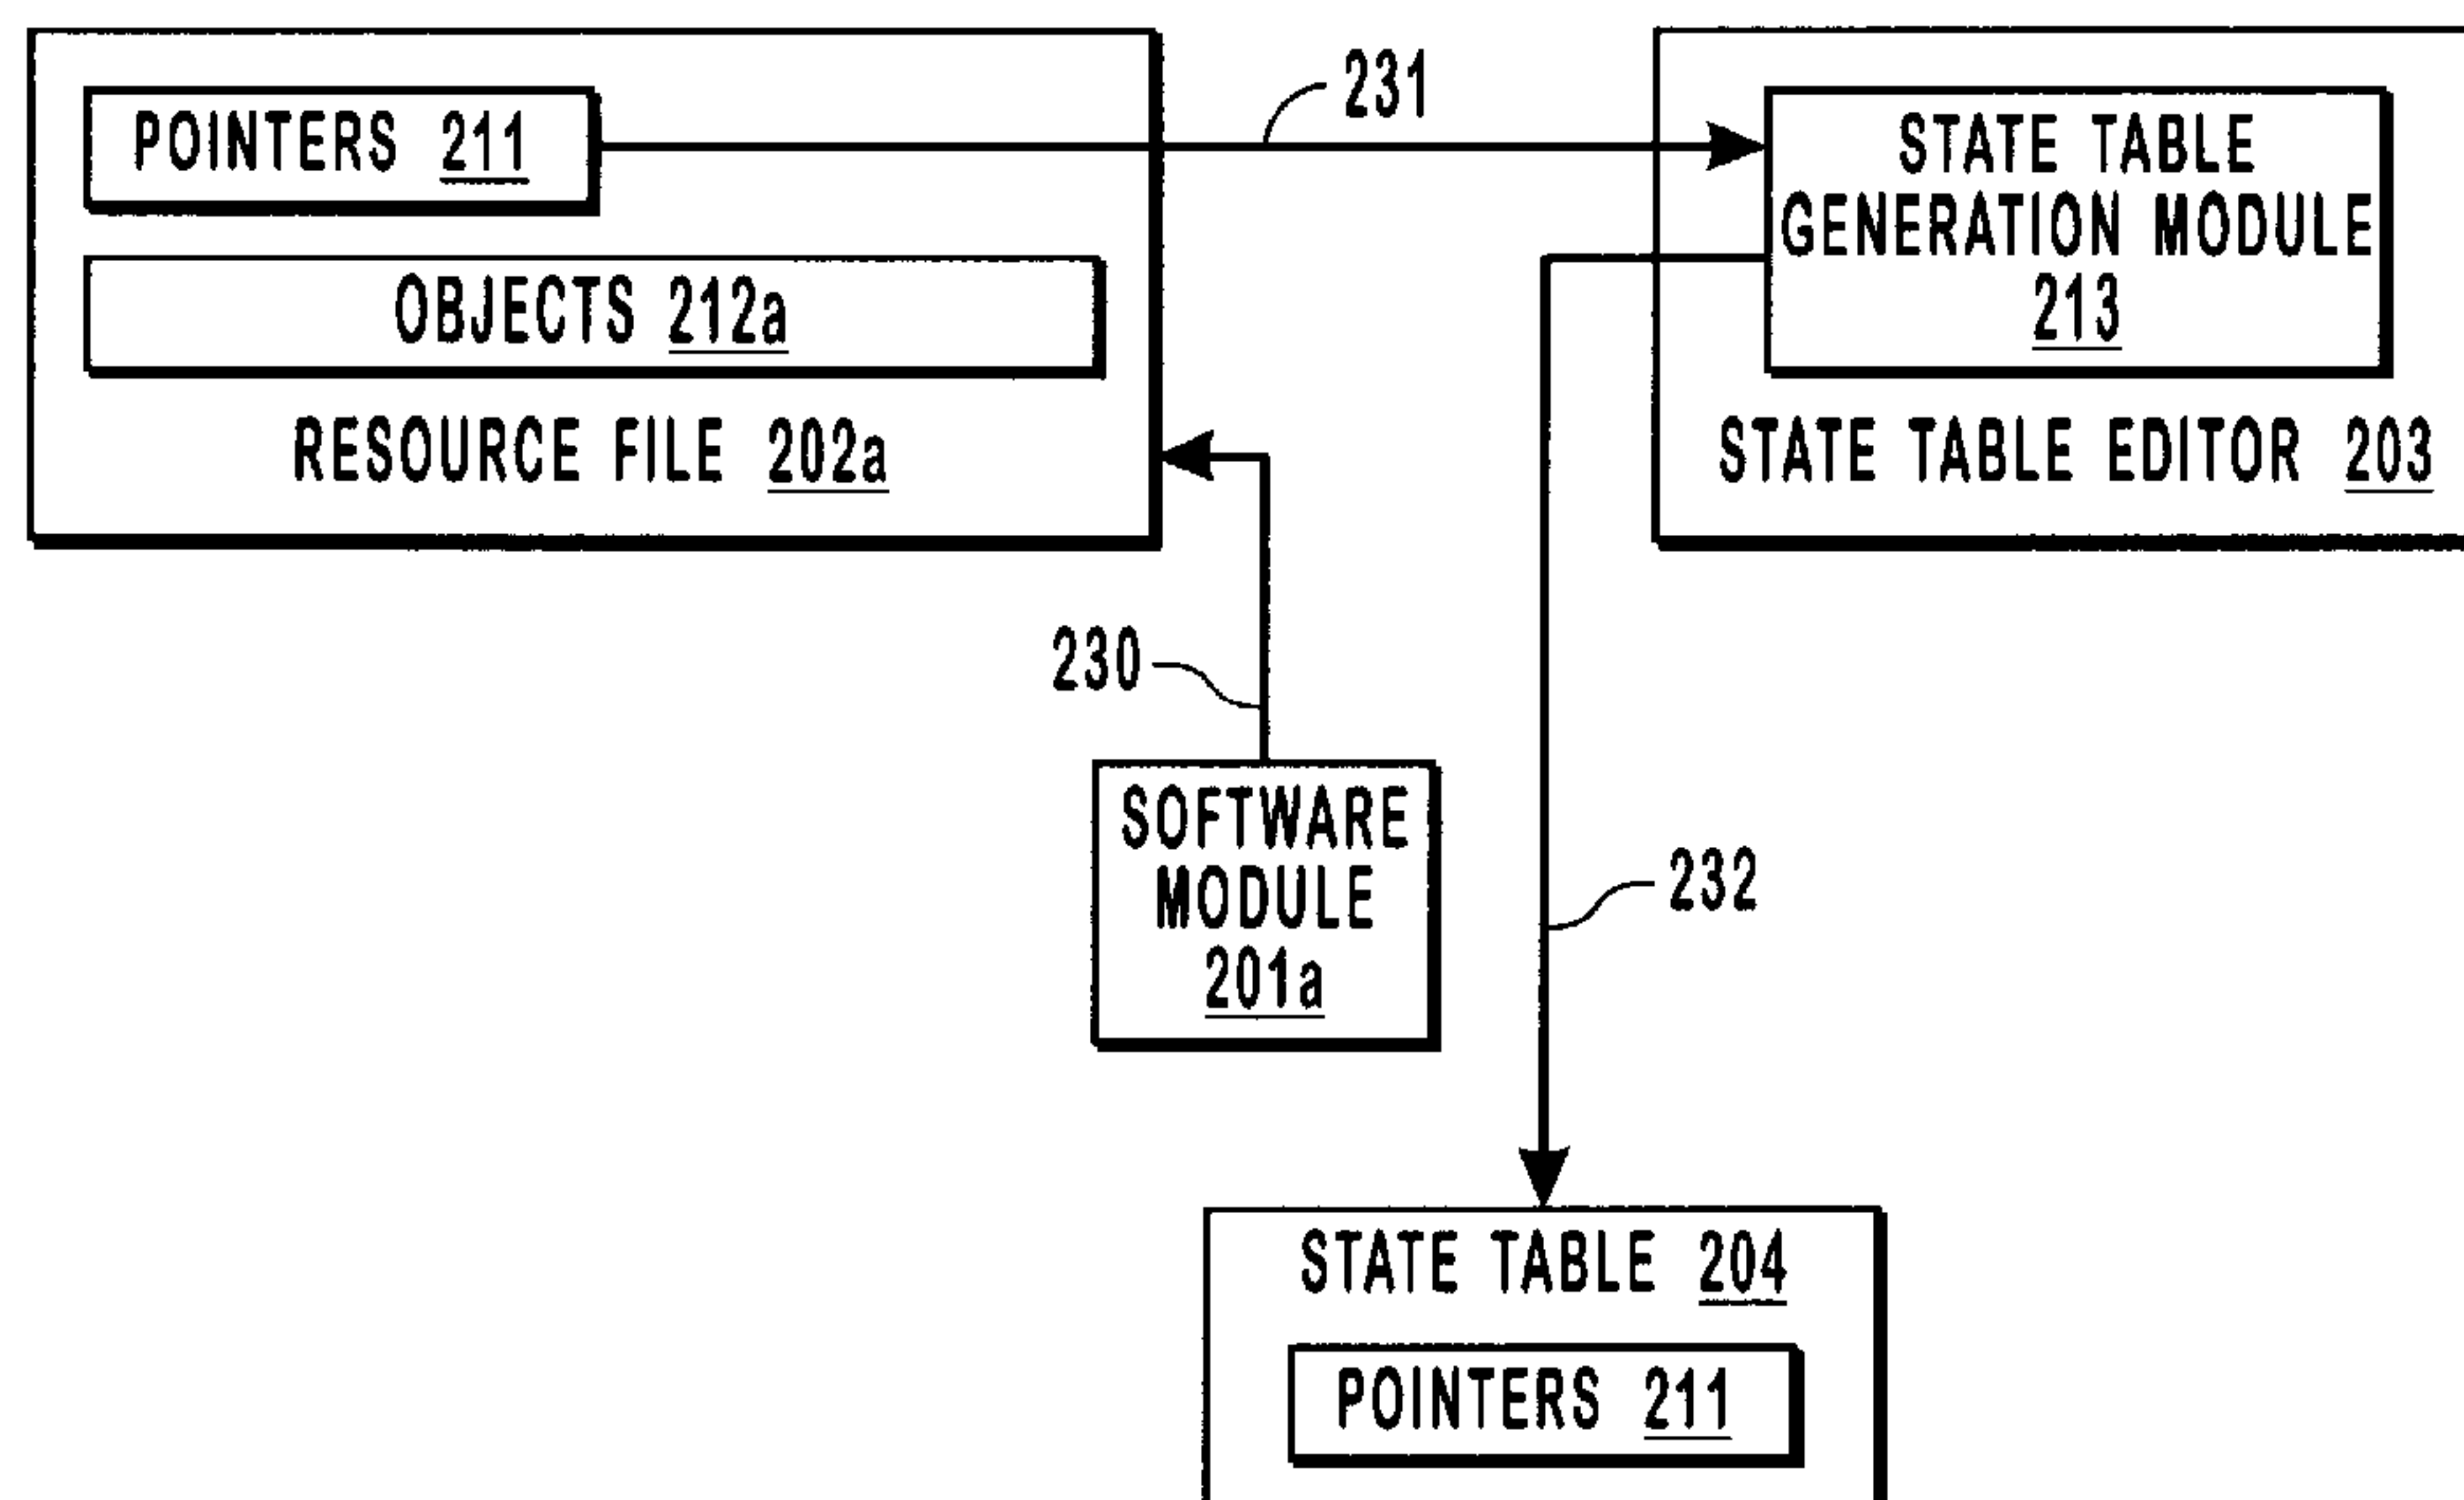 POINTERS 211
OBJECTS 212a
RESOURCE FILE 202a
231
STATE TABLE
GENERATION MODULE
213
STATE TABLE EDITOR 203
230
SOFTWARE
MODULE
201a
232
STATE TABLE 204
POINTERS 211